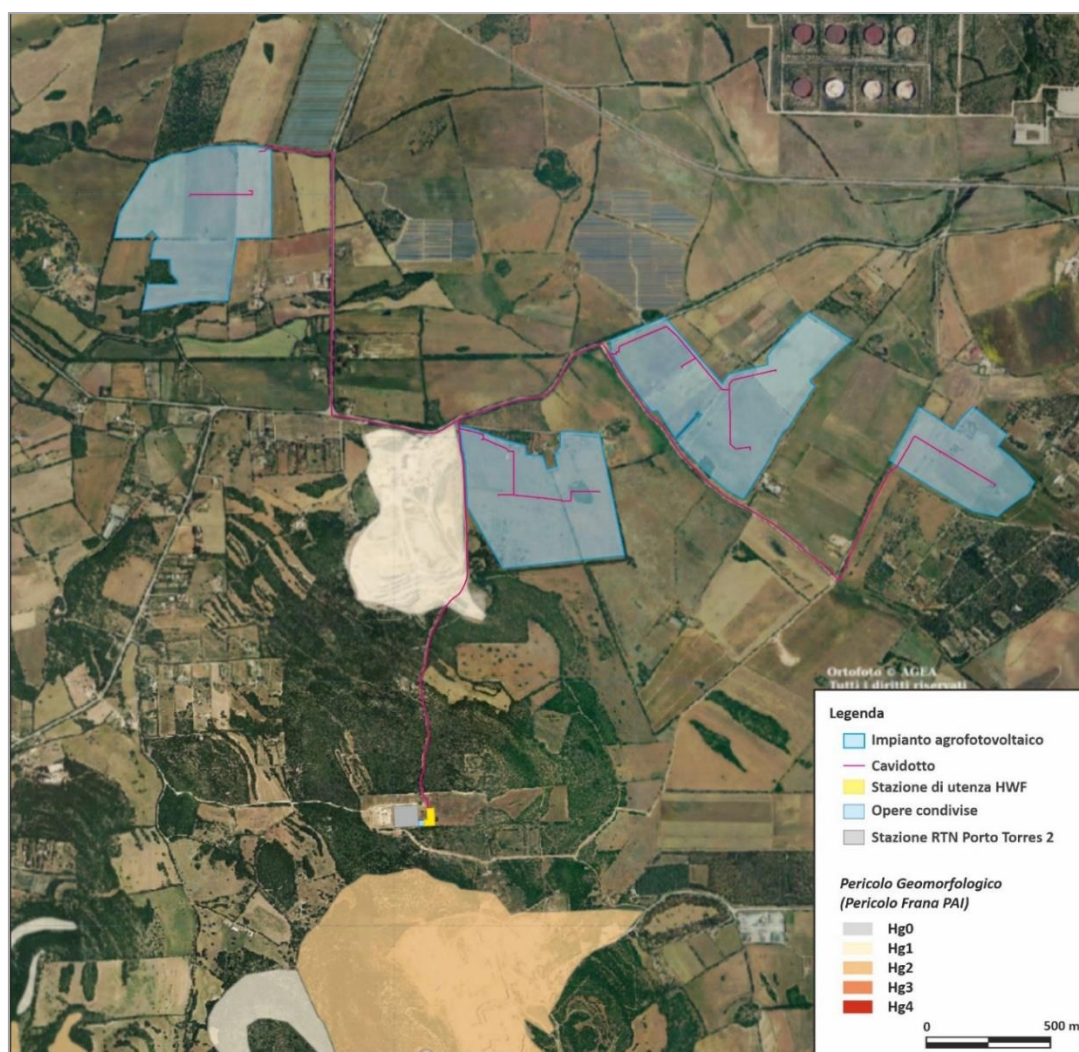 Ortofoto © AGEA
Tutti i diritti riservati
Legenda
Impianto agrofotovoltaico
Cavidotto
Stazione di utenza HWF
Opere condivise
Stazione RTN Porto Torres 2
Pericolo Geomorfologico
(Pericolo Frana PAI)
Hg0
Hg1
Hg2
Hg3
Hg4
0 500 m